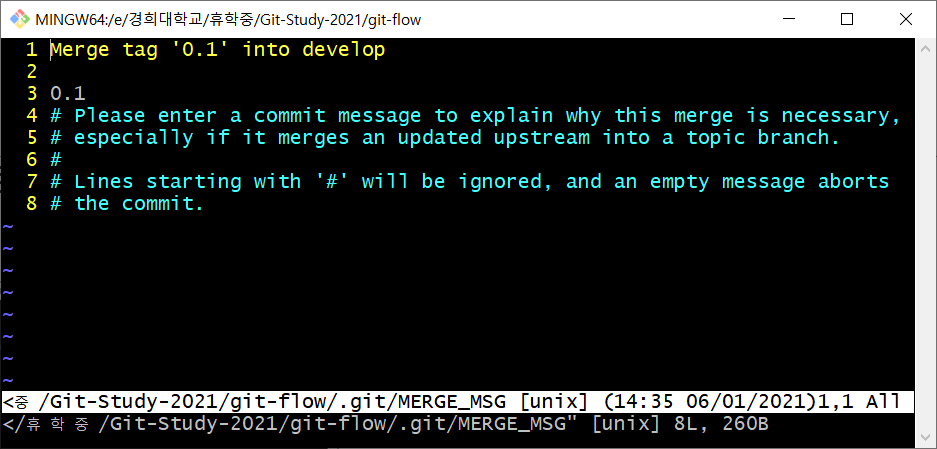 MINGW64:/e/경희대학교/휴학중/Git-Study-2021/git-flow
1 Merge tag '0.1' into develop
2
3 0.1
4 # Please enter a commit message to explain why this merge is necessary,
5 # especially if it merges an updated upstream into a topic branch.
6 #
7 # Lines starting with '#' will be ignored, and an empty message aborts
8 # the commit.
~
~
~
~
~
~
~
~
<중 /Git-Study-2021/git-flow/.git/MERGE_MSG [unix] (14:35 06/01/2021)1,1 All
</휴 학 중 /Git-Study-2021/git-flow/.git/MERGE_MSG" [unix] 8L, 260B